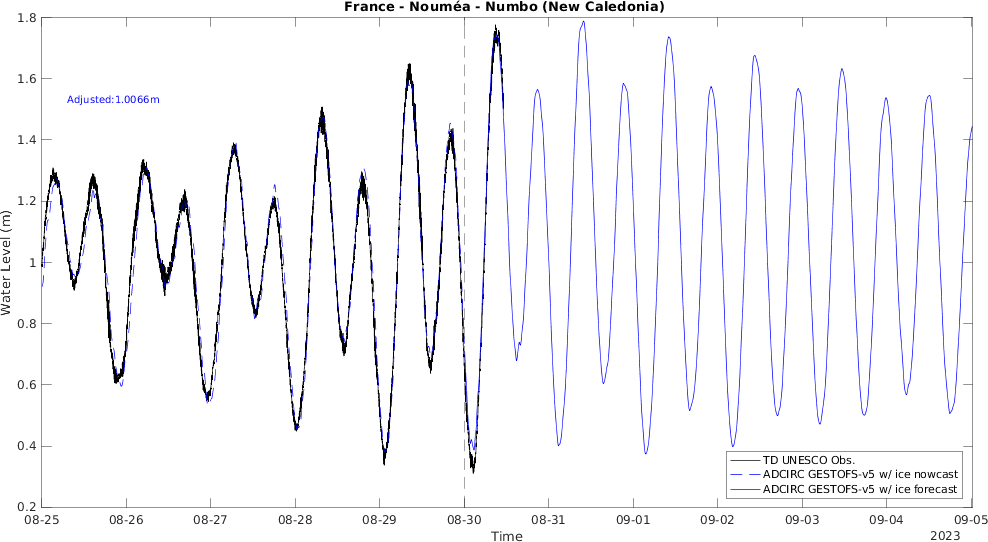 France - Nouméa - Numbo (New Caledonia)
1.8
1.6
1.4
1.2
1
0.8
0.6
0.4
0.2
Water Level (m)
Adjusted:1.0066m
TD UNESCO Obs.
ADCIRC GESTOFS-v5 w/ ice nowcast
ADCIRC GESTOFS-v5 w/ ice forecast
08-25 08-26 08-27 08-28 08-29 08-30 08-31 09-01 09-02 09-03 09-04 09-05
Time
2023